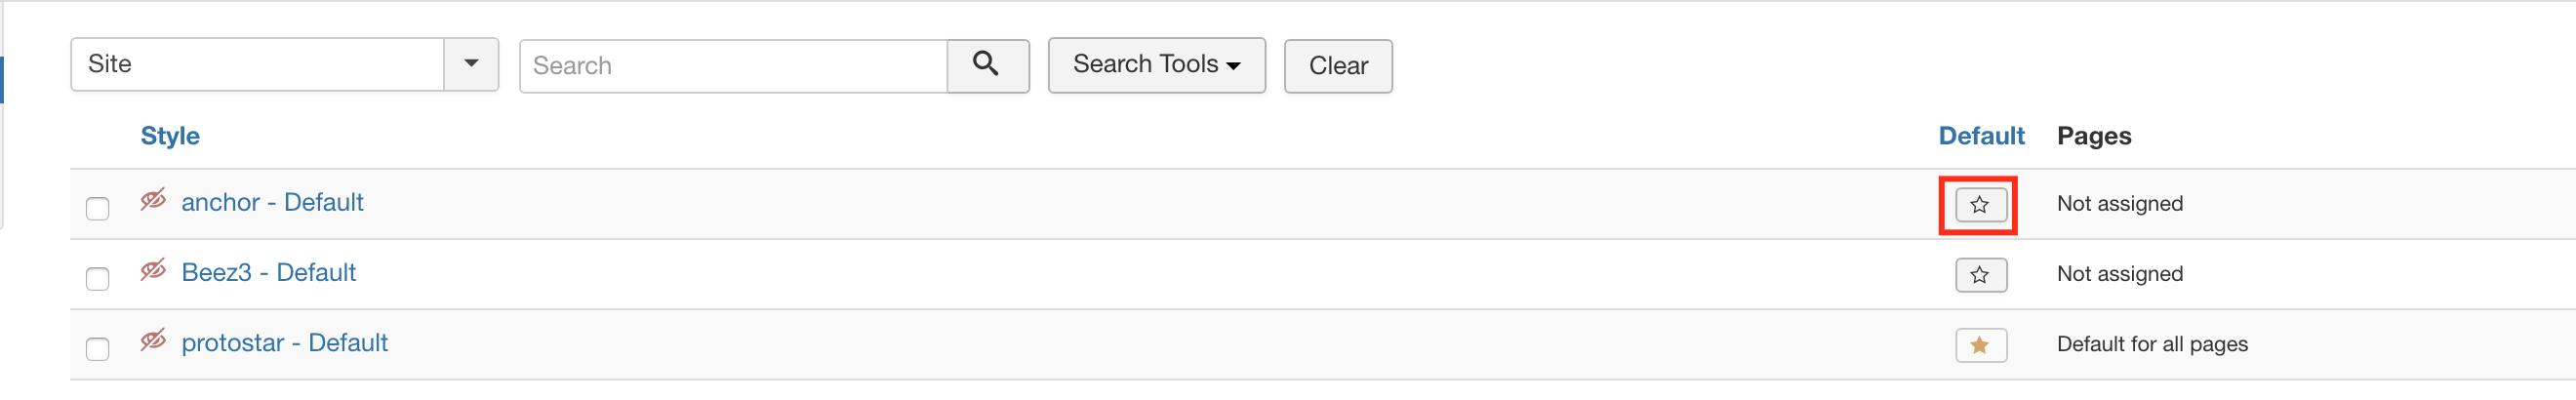 Site Search Search Tools Clear
Style Default Pages
anchor - Default Not assigned
Beez3 - Default Not assigned
protostar - Default Default for all pages